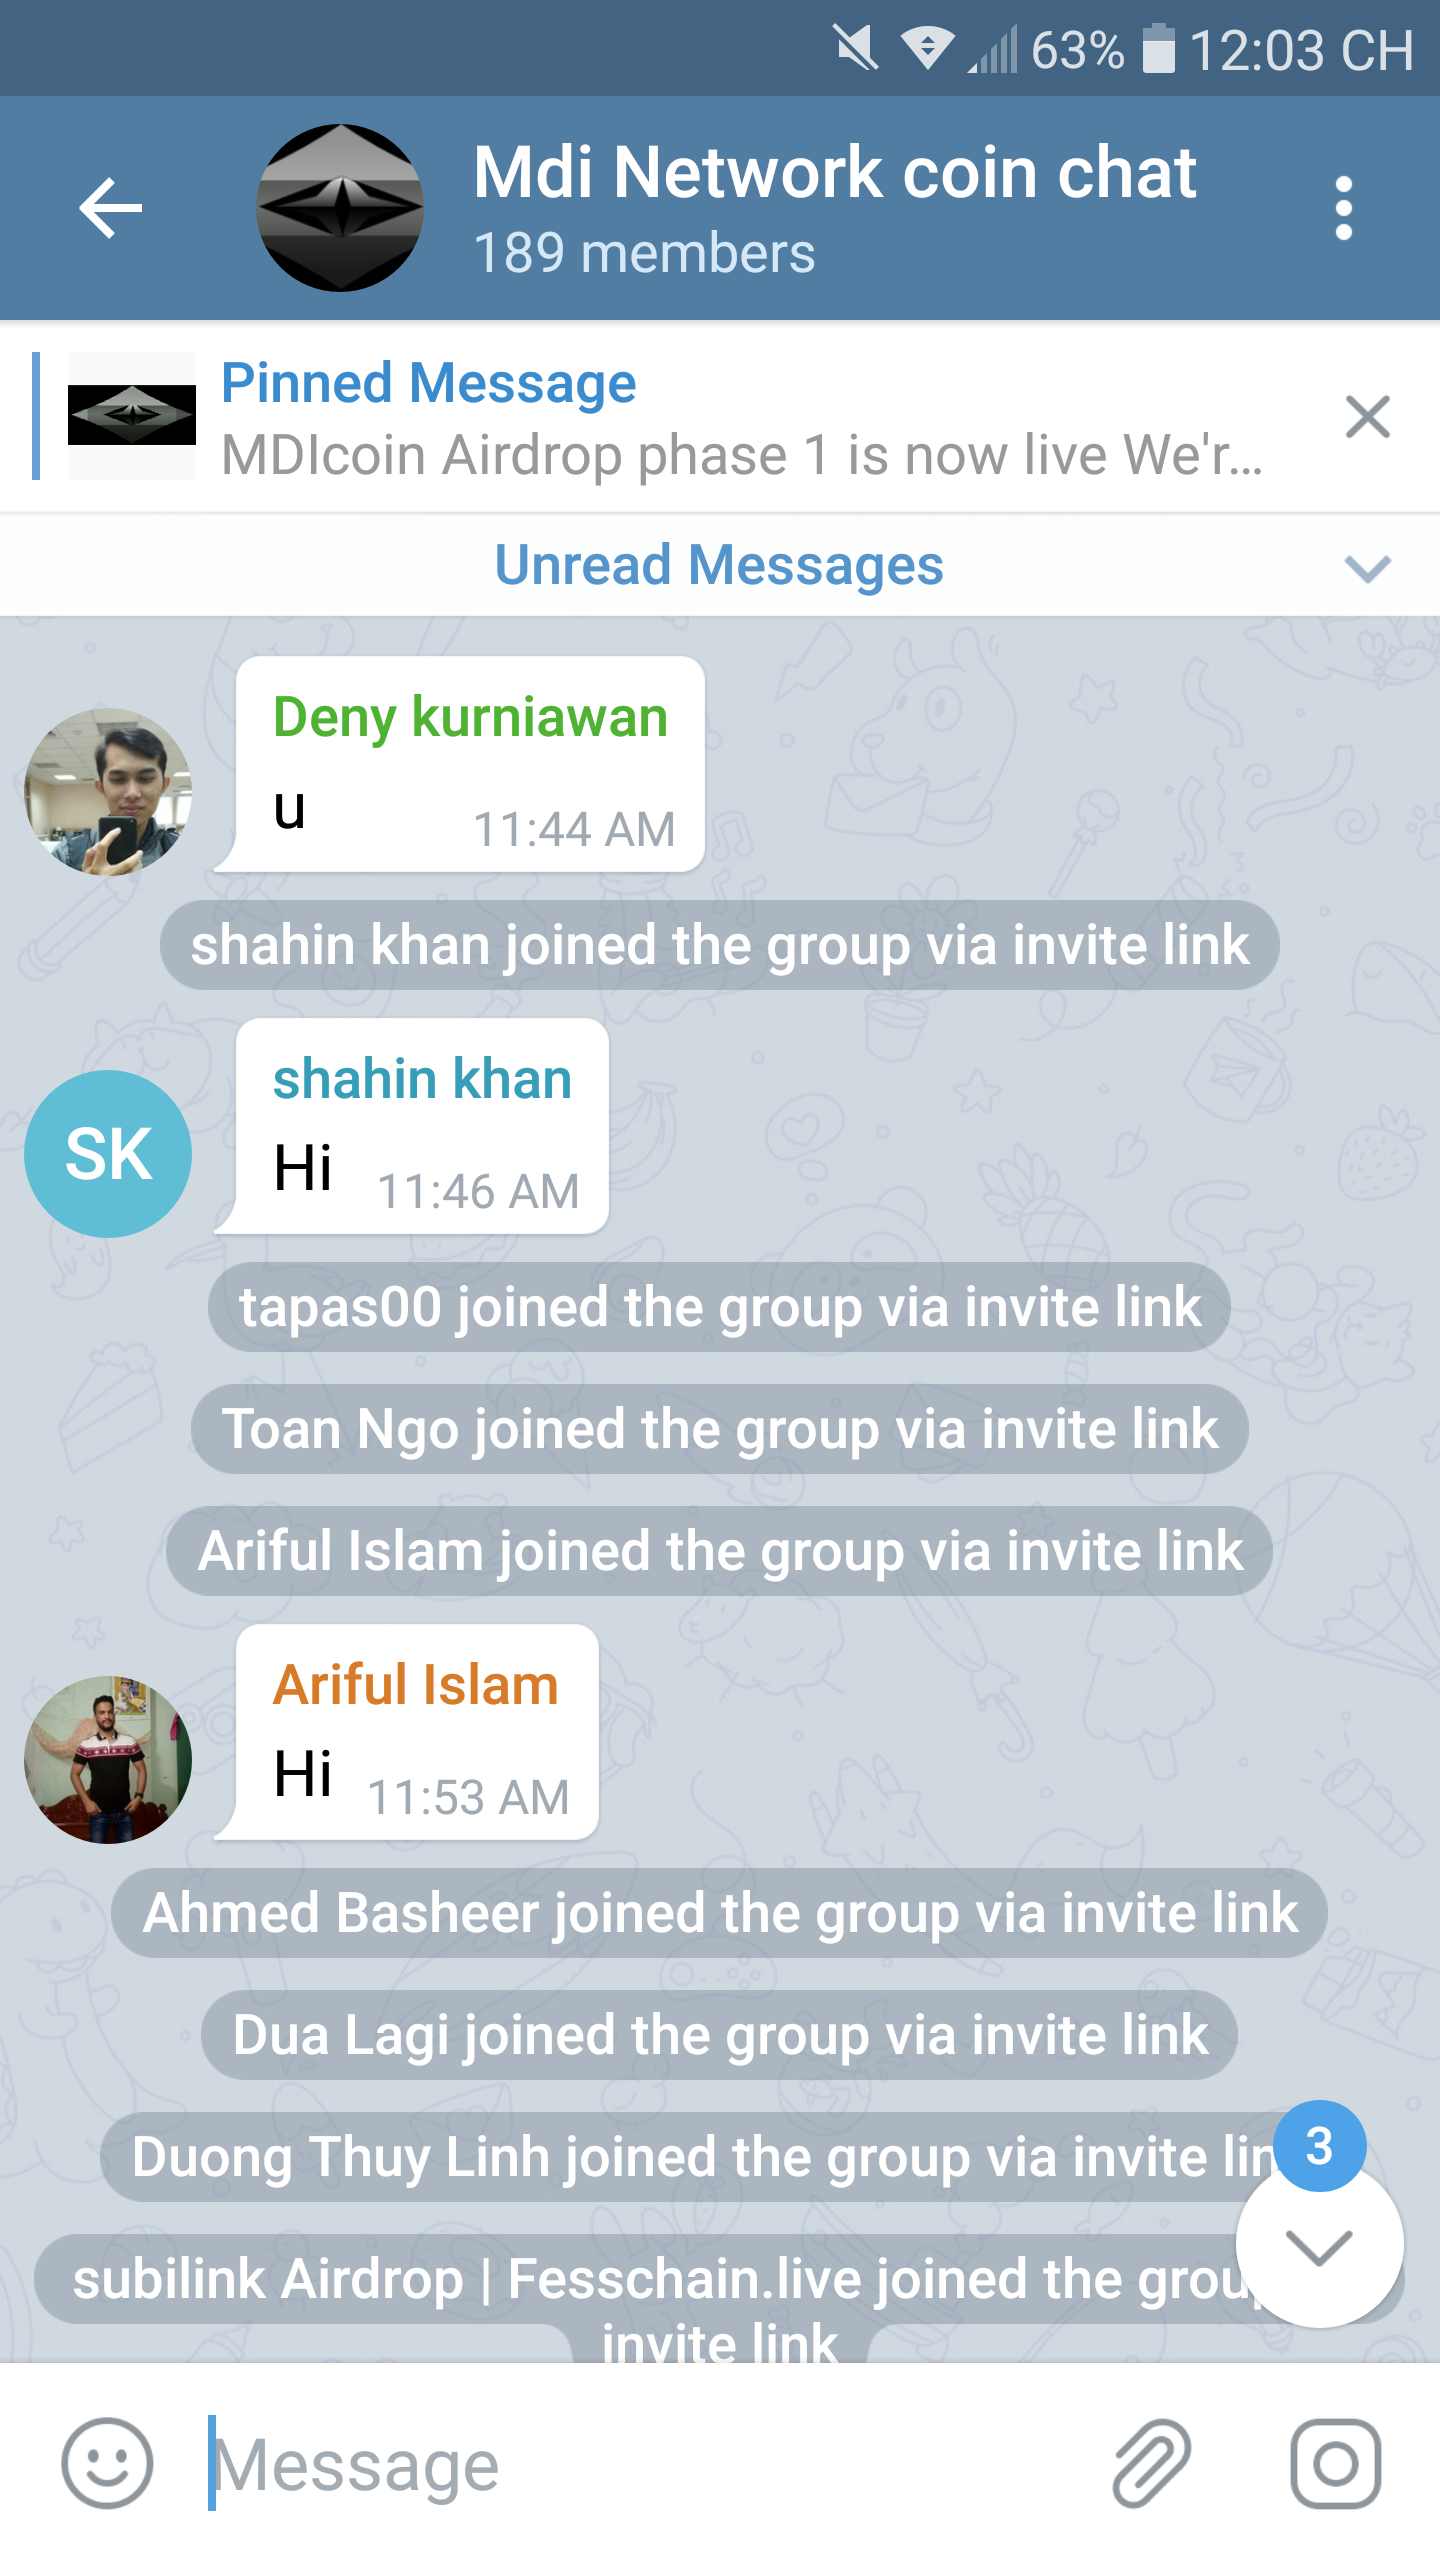 63% 12:03 CH
Mdi Network coin chat
189 members
Pinned Message
MDIcoin Airdrop phase 1 is now live We'r...
Unread Messages
Deny kurniawan
u 11:44 AM
shahin khan joined the group via invite link
SK
shahin khan
Hi 11:46 AM
tapas00 joined the group via invite link
Toan Ngo joined the group via invite link
Ariful Islam joined the group via invite link
Ariful Islam
Hi 11:53 AM
Ahmed Basheer joined the group via invite link
Dua Lagi joined the group via invite link
3
Duong Thuy Linh joined the group via invite lin
subilink Airdrop | Fesschain.live joined the grou
invite link
Message